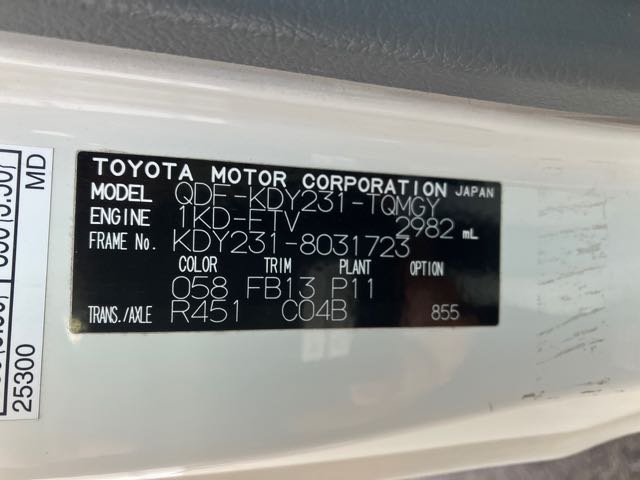 TOYOTA MOTOR CORPORATION JAPAN
MODEL QDF-KDY231-TQMGY
ENGINE 1KD-FTV 2982 mL
FRAME No. KDY231-8031723
COLOR TRIM PLANT OPTION
058 FB13 P11
TRANS./AXLE R451 C04B 855
MD
25300